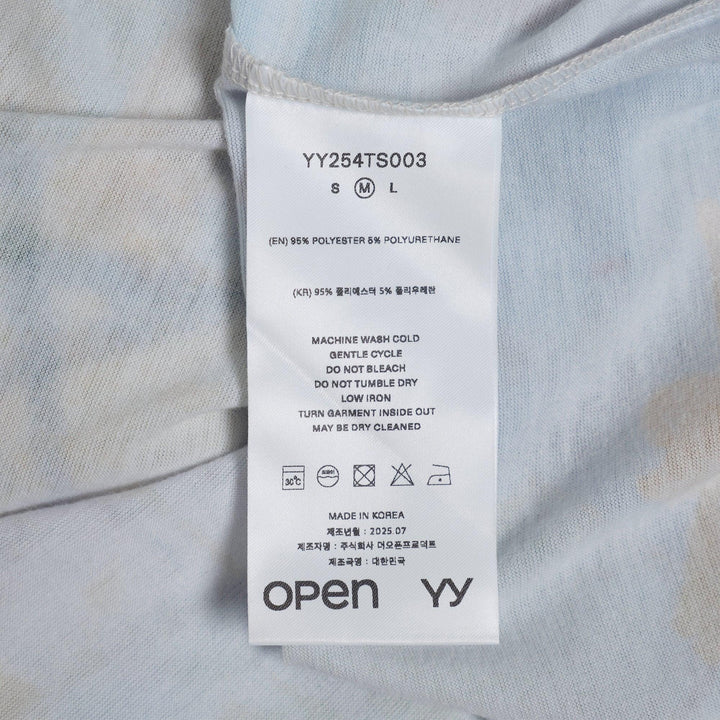 YY254TS003
S M L
(EN) 95% POLYESTER 5% POLYURETHANE
(KR) 95% 폴리에스터 5% 폴리우레탄
MACHINE WASH COLD
GENTLE CYCLE
DO NOT BLEACH
DO NOT TUMBLE DRY
LOW IRON
TURN GARMENT INSIDE OUT
MAY BE DRY CLEANED
30℃
MADE IN KOREA
제조년월 : 2025.07
제조자명 : 주식회사 더오픈프로덕트
제조국명 : 대한민국
OPEN YY